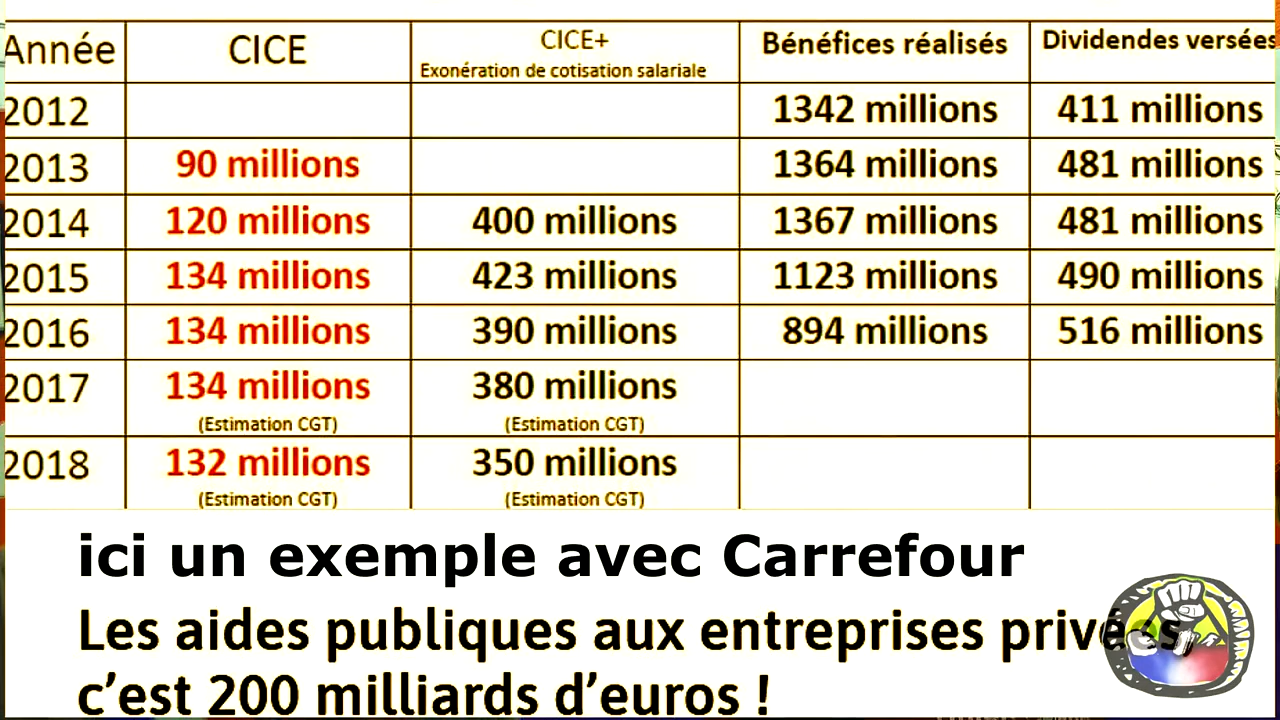 Année CICE CICE+ Bénéfices réalisés Dividendes versées
Exonération de cotisation salariale
2012 1342 millions 411 millions
2013 90 millions 1364 millions 481 millions
2014 120 millions 400 millions 1367 millions 481 millions
2015 134 millions 423 millions 1123 millions 490 millions
2016 134 millions 390 millions 894 millions 516 millions
2017 134 millions 380 millions
(Estimation CGT) (Estimation CGT)
2018 132 millions 350 millions
(Estimation CGT) (Estimation CGT)
ici un exemple avec Carrefour
Les aides publiques aux entreprises privées,
c'est 200 milliards d'euros !